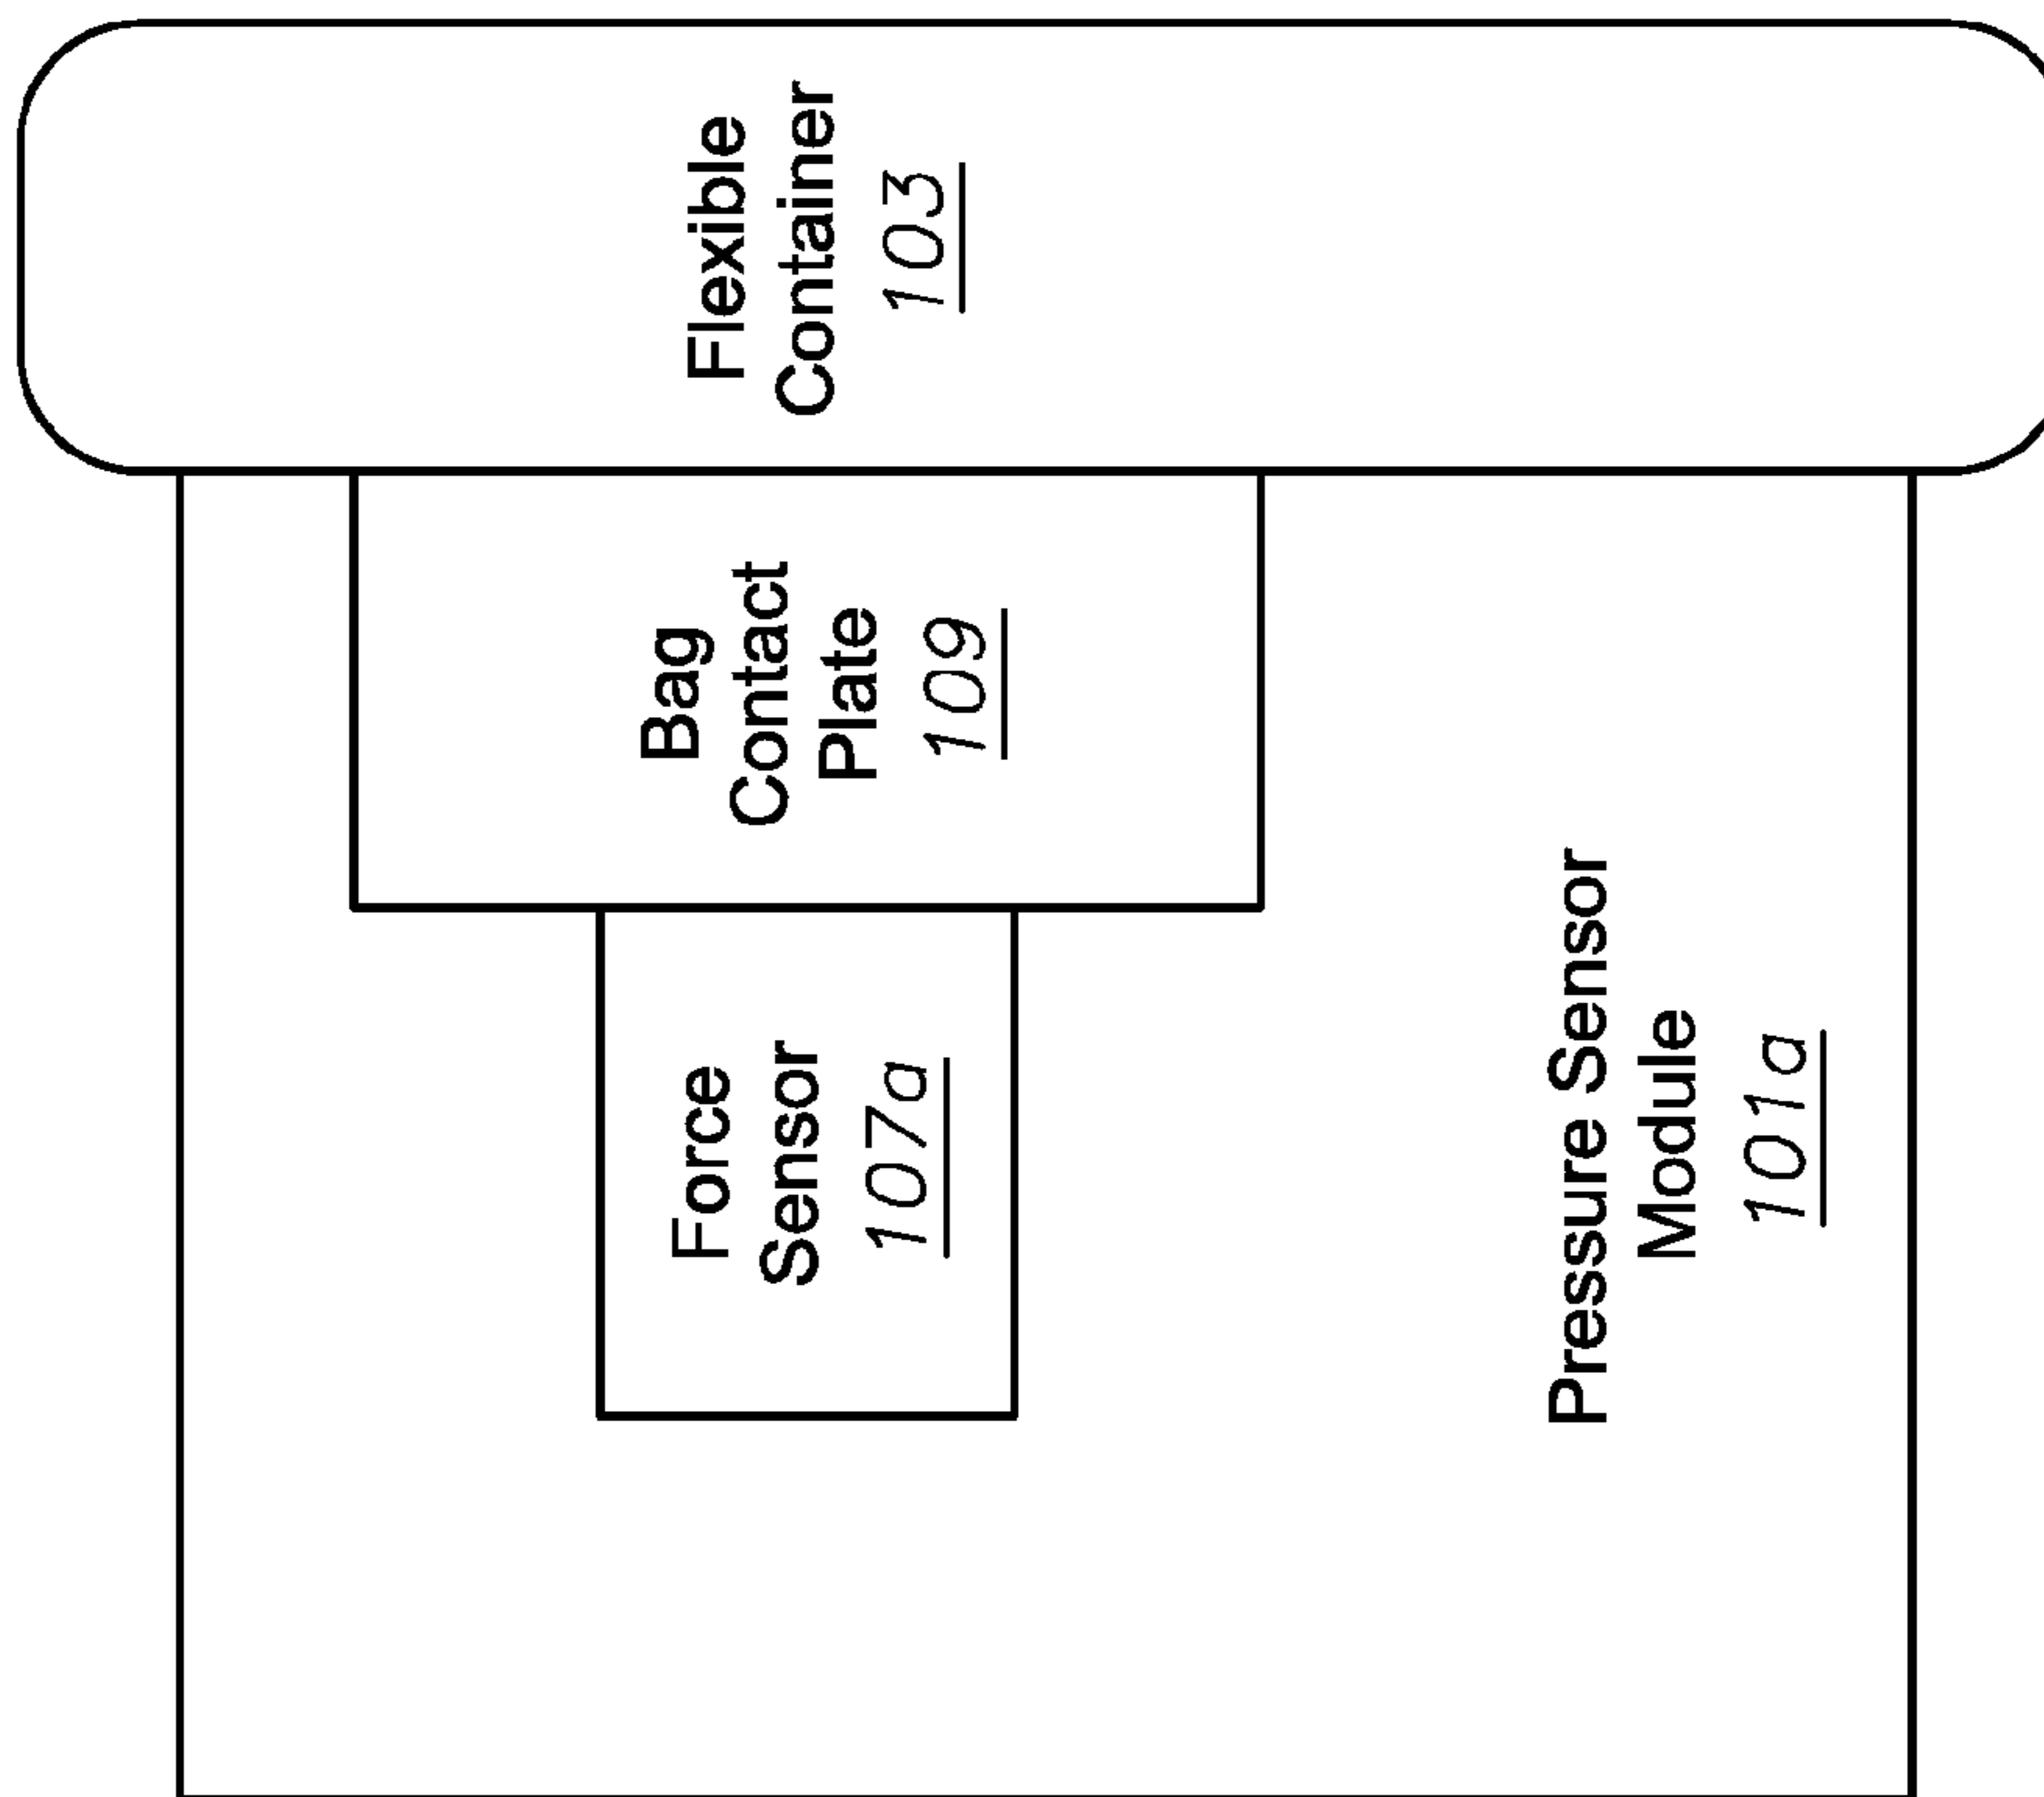 Flexible
Container
103
Bag
Contact
Plate
109
Force
Sensor
107a
Pressure Sensor
Module
101a